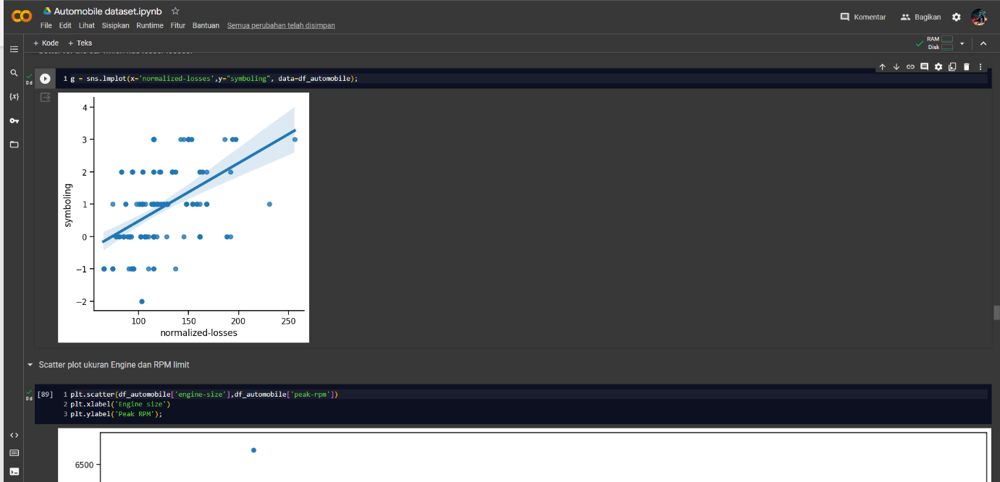 Automobile dataset.ipynb
File Edit Lihat Sisipkan Runtime Fitur Bantuan Semua perubahan telah disimpan
Komentar
Bagikan
+ Kode + Teks
RAM
Disk
0 d
1 g = sns.lmplot(x='normalized-losses',y="symboling", data=df_automobile);
{x}
4
3
2
1
0
−1
−2
symboling
100 150 200 250
normalized-losses
Scatter plot ukuran Engine dan RPM limit
0 d
[89]
1 plt.scatter(df_automobile['engine-size'],df_automobile['peak-rpm'])
2 plt.xlabel('Engine size')
3 plt.ylabel('Peak RPM');
6500